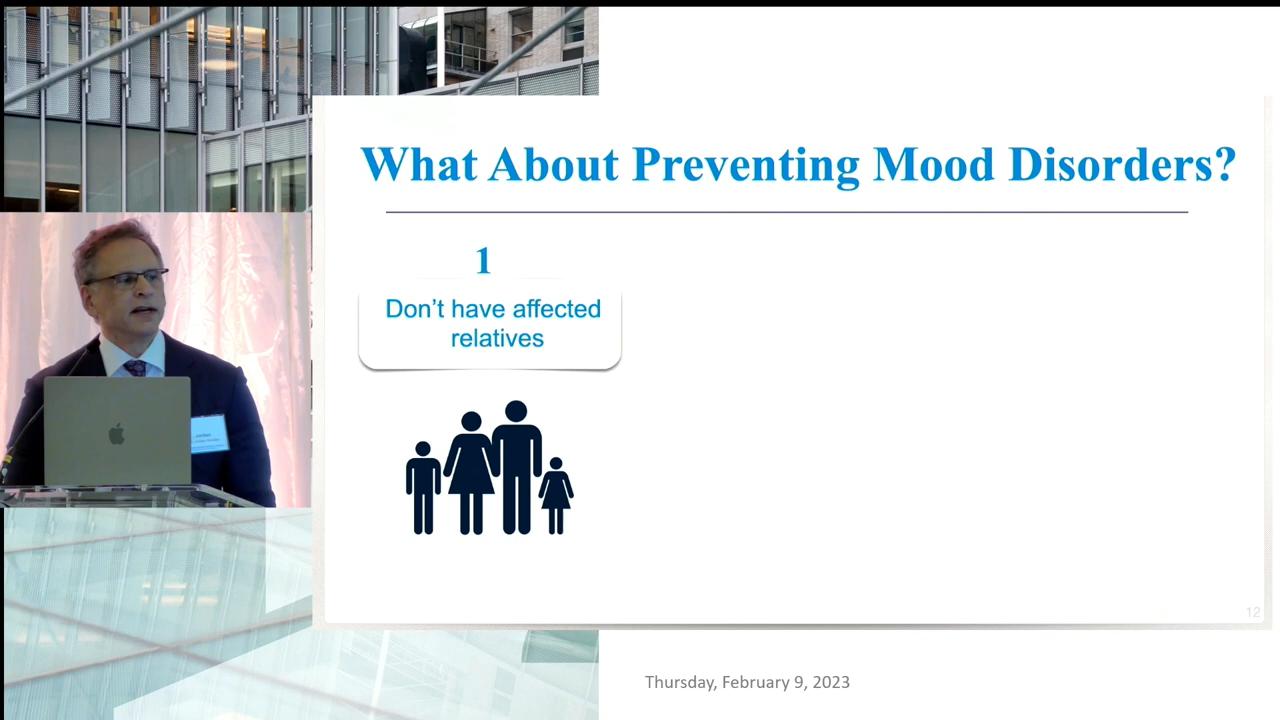 What About Preventing Mood Disorders?
1
Don't have affected
relatives
12
Thursday, February 9, 2023